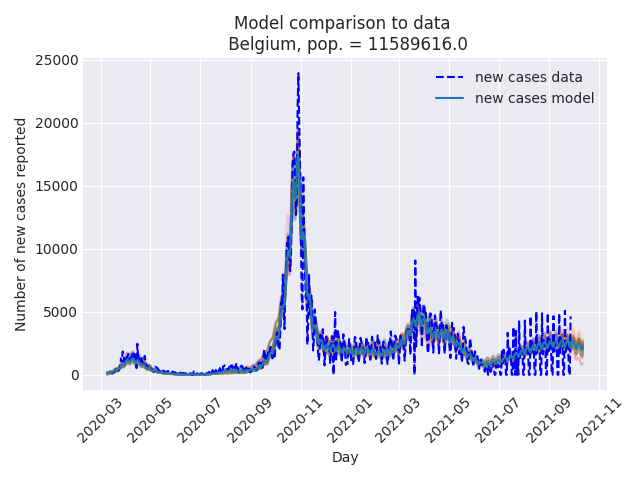 Model comparison to data
Belgium, pop. = 11589616.0
new cases data
new cases model
Number of new cases reported
25000
20000
15000
10000
5000
0
2020-03
2020-05
2020-07
2020-09
2020-11
2021-01
2021-03
2021-05
2021-07
2021-09
2021-11
Day